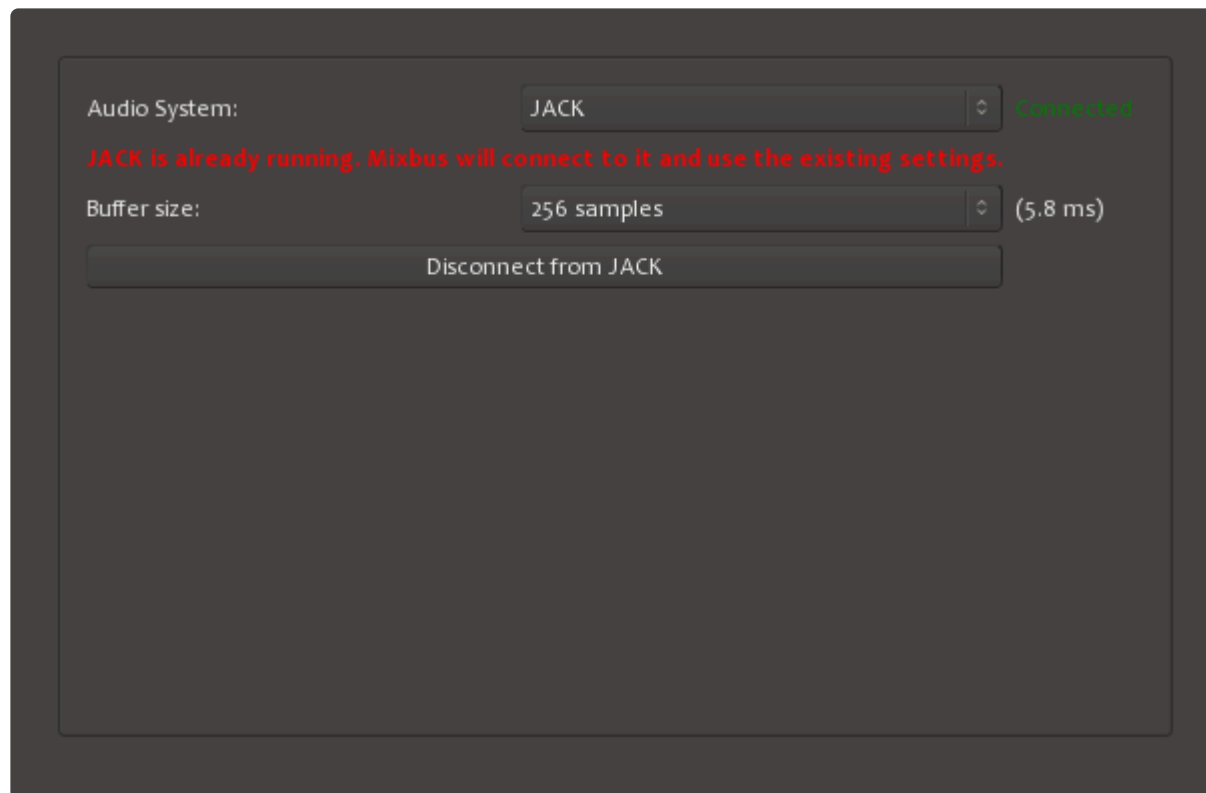 Audio System: JACK Connected
JACK is already running. Mixbus will connect to it and use the existing settings.
Buffer size: 256 samples (5.8 ms)
Disconnect from JACK